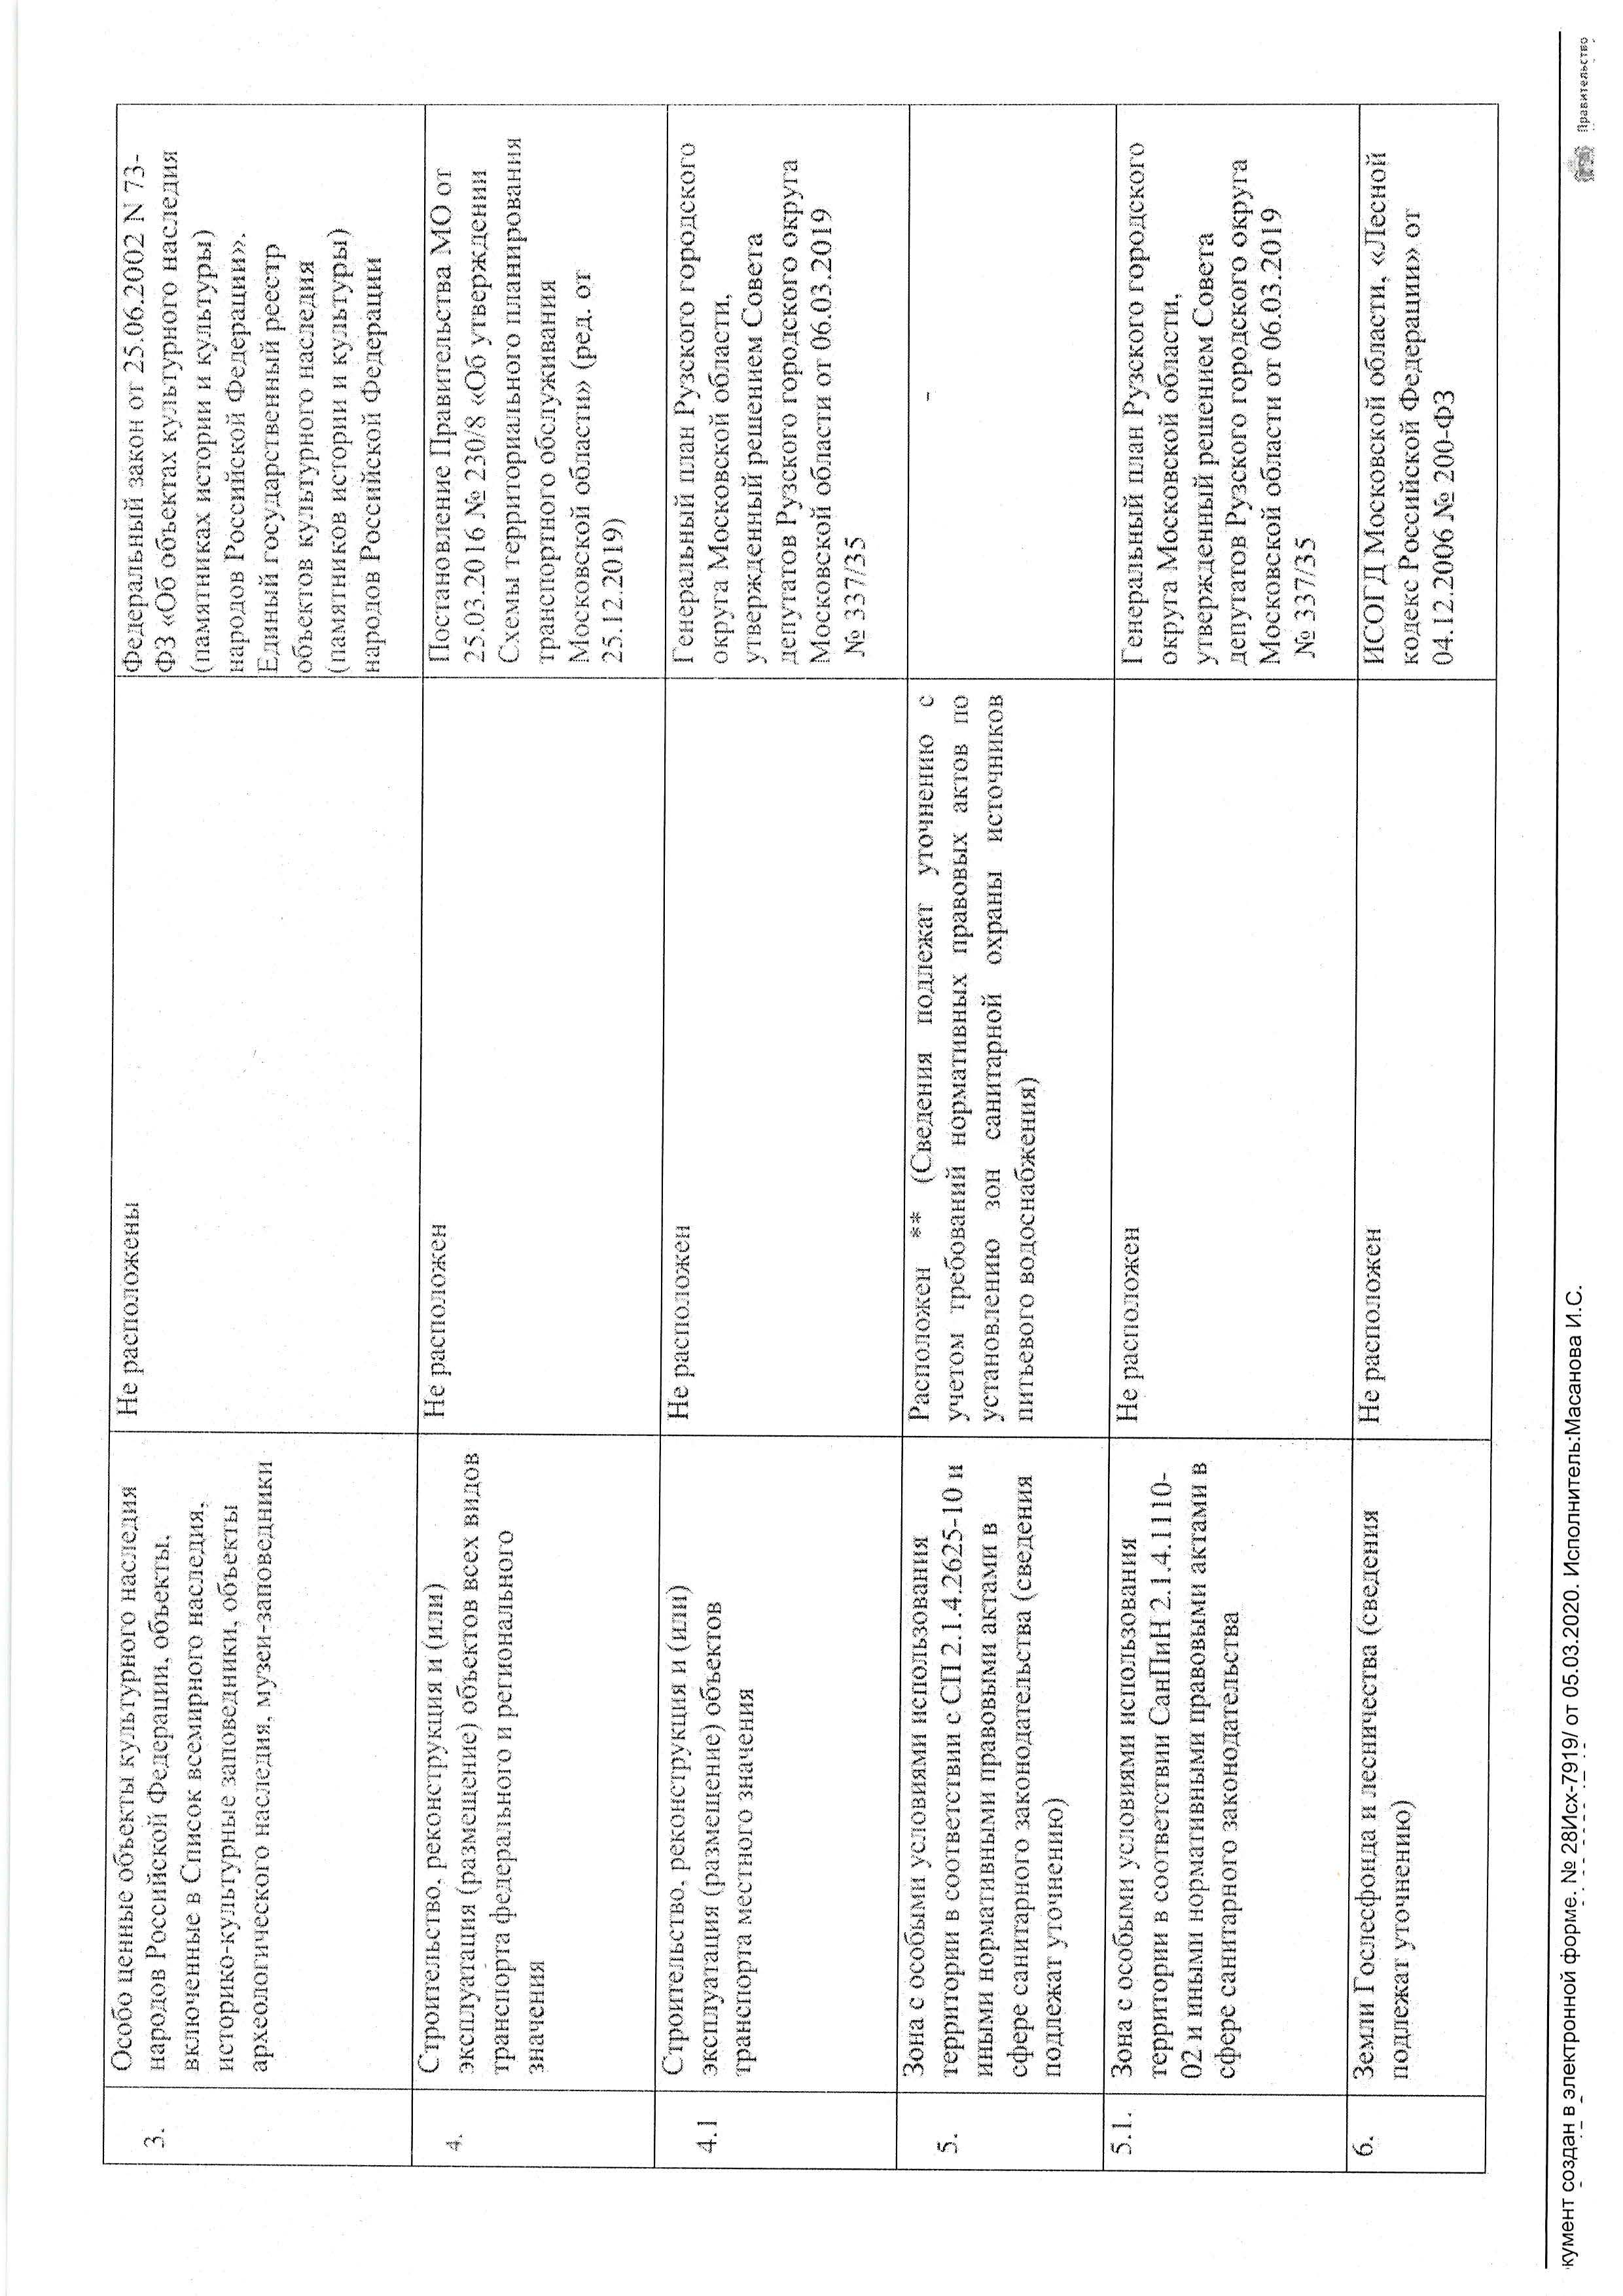 3.
Особо ценные объекты культурного наследия
народов Российской Федерации, объекты,
включенные в Список всемирного наследия,
историко-культурные заповедники, объекты
археологического наследия, музеи-заповедники
Не расположены
Федеральный закон от 25.06.2002 N 73-
ФЗ «Об объектах культурного наследия
(памятниках истории и культуры)
народов Российской Федерации».
Единый государственный реестр
объектов культурного наследия
(памятников истории и культуры)
народов Российской Федерации
4.
Строительство, реконструкция и (или)
эксплуатация (размещение) объектов всех видов
транспорта федерального и регионального
значения
Не расположен
Постановление Правительства МО от
25.03.2016 № 230/8 «Об утверждении
Схемы территориального планирования
транспортного обслуживания
Московской области» (ред. от
25.12.2019)
4.1
Строительство, реконструкция и (или)
эксплуатация (размещение) объектов
транспорта местного значения
Не расположен
Генеральный план Рузского городского
округа Московской области,
утвержденный решением Совета
депутатов Рузского городского округа
Московской области от 06.03.2019
№ 337/35
5.
Зона с особыми условиями использования
территории в соответствии с СП 2.1.4.2625-10 и
иными нормативными правовыми актами в
сфере санитарного законодательства (сведения
подлежат уточнению)
Расположен ** (Сведения подлежат уточнению с
учетом требований нормативных правовых актов по
установлению зон санитарной охраны источников
питьевого водоснабжения)
-
5.1.
Зона с особыми условиями использования
территории в соответствии СанПиН 2.1.4.1110-
02 и иными нормативными правовыми актами в
сфере санитарного законодательства
Не расположен
Генеральный план Рузского городского
округа Московской области,
утвержденный решением Совета
депутатов Рузского городского округа
Московской области от 06.03.2019
№ 337/35
6.
Земли Гослесфонда и лесничества (сведения
подлежат уточнению)
Не расположен
ИСОГД Московской области, «Лесной
кодекс Российской Федерации» от
04.12.2006 № 200-ФЗ
кумент создан в электронной форме. № 28Исх-7919/ от 05.03.2020. Исполнитель:Масанова И.С.
Правительство